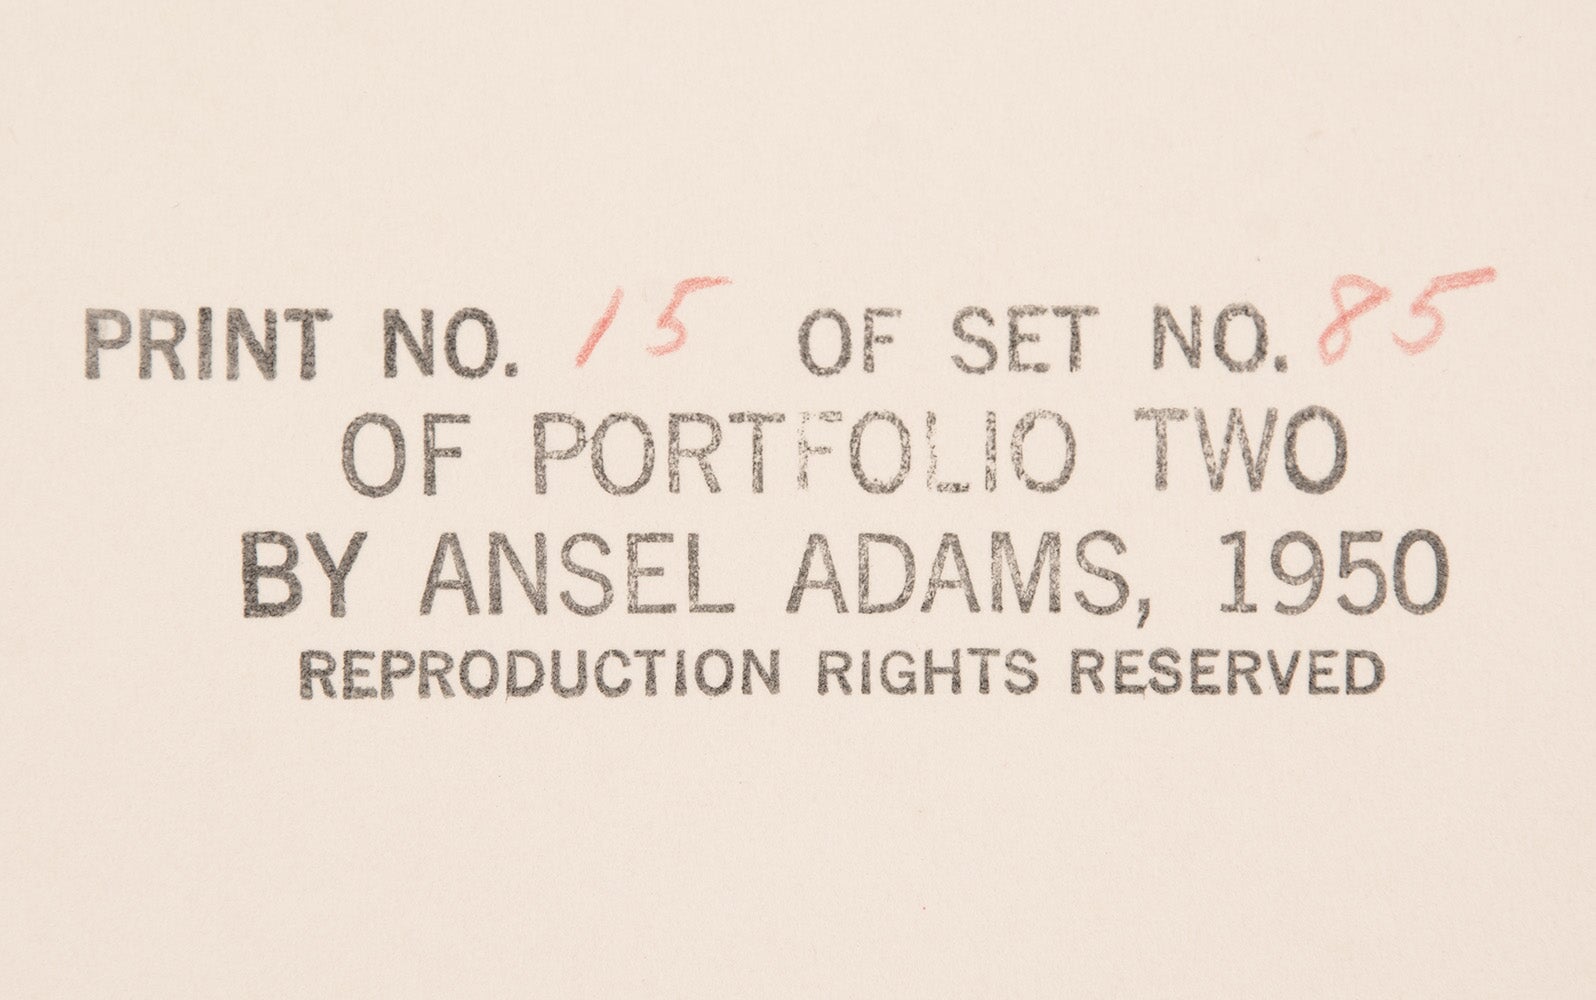 PRINT NO. 15 OF SET NO. 85
OF PORTFOLIO TWO
BY ANSEL ADAMS, 1950
REPRODUCTION RIGHTS RESERVED